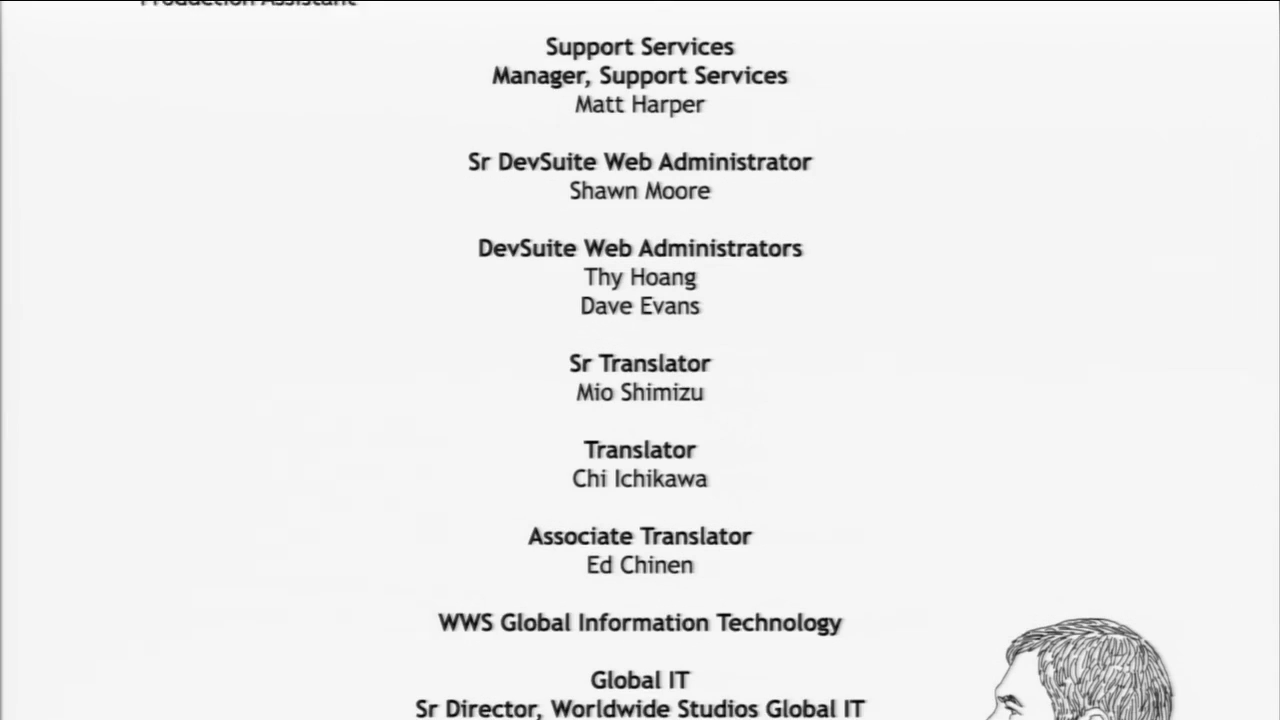 Production Assistant
Support Services
Manager, Support Services
Matt Harper
Sr DevSuite Web Administrator
Shawn Moore
DevSuite Web Administrators
Thy Hoang
Dave Evans
Sr Translator
Mio Shimizu
Translator
Chi Ichikawa
Associate Translator
Ed Chinen
WWS Global Information Technology
Global IT
Sr Director, Worldwide Studios Global IT